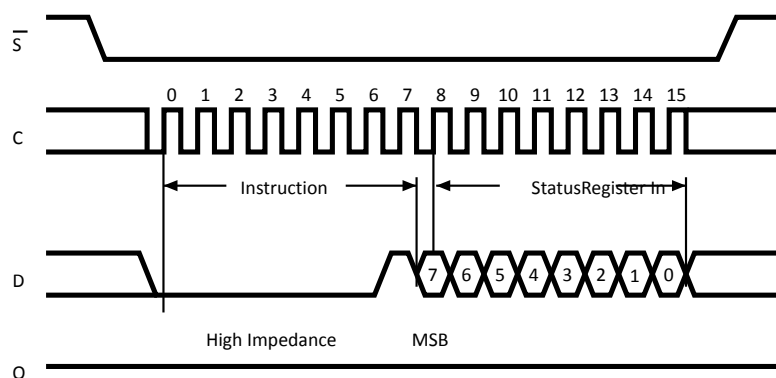 S
0 1 2 3 4 5 6 7 8 9 10 11 12 13 14 15
C
Instruction StatusRegister In
D
7 6 5 4 3 2 1 0
High Impedance MSB
Q